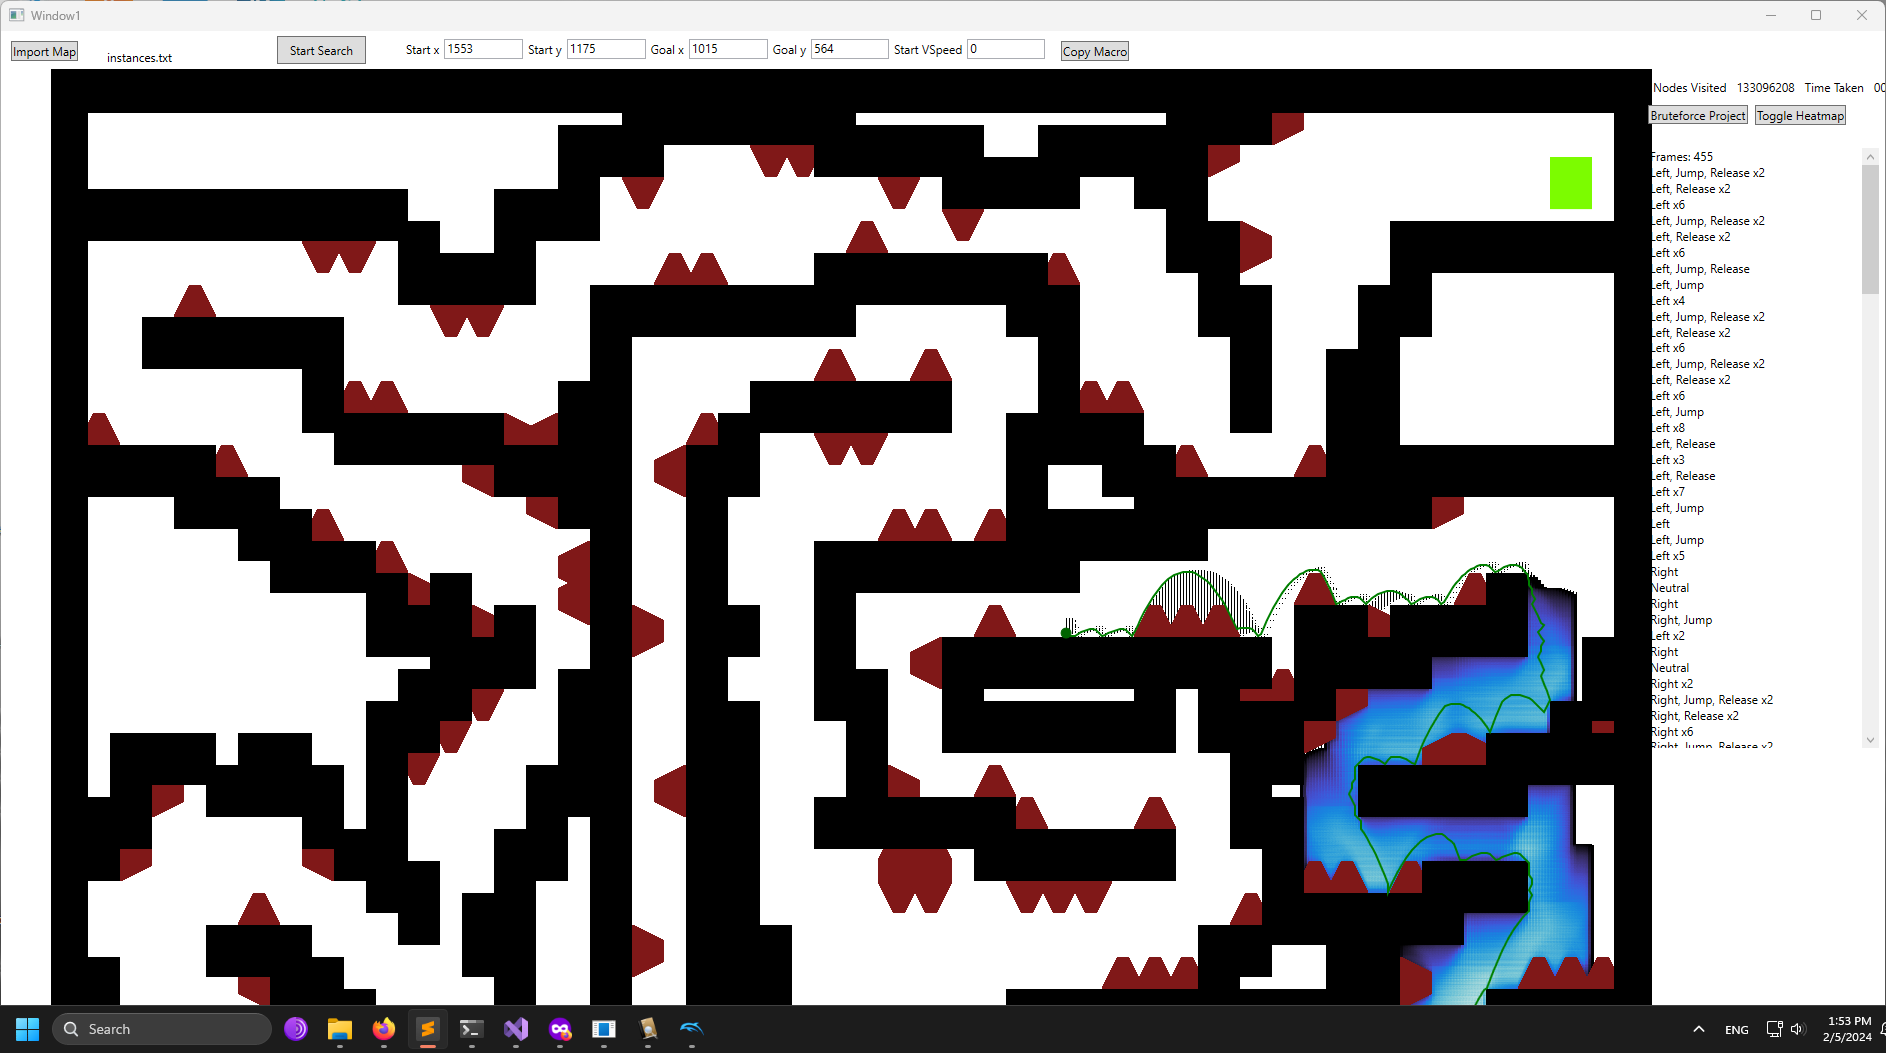 Window1
Import Map
instances.txt
Start Search
Start x 1553 Start y 1175 Goal x 1015 Goal y 564 Start VSpeed 0
Copy Macro
Nodes Visited 133096208 Time Taken 00
Bruteforce Project Toggle Heatmap
Frames: 455
Left, Jump, Release x2
Left, Release x2
Left x6
Left, Jump, Release x2
Left, Release x2
Left x6
Left, Jump, Release
Left, Jump
Left x4
Left, Jump, Release x2
Left, Release x2
Left x6
Left, Jump, Release x2
Left, Release x2
Left x6
Left, Jump
Left x8
Left, Release
Left x3
Left, Release
Left x7
Left, Jump
Left
Left, Jump
Left x5
Right
Neutral
Right
Right, Jump
Left x2
Right
Neutral
Right x2
Right, Jump, Release x2
Right, Release x2
Right x6
Right, Jump, Release x2
Search
ENG
1:53 PM
2/5/2024